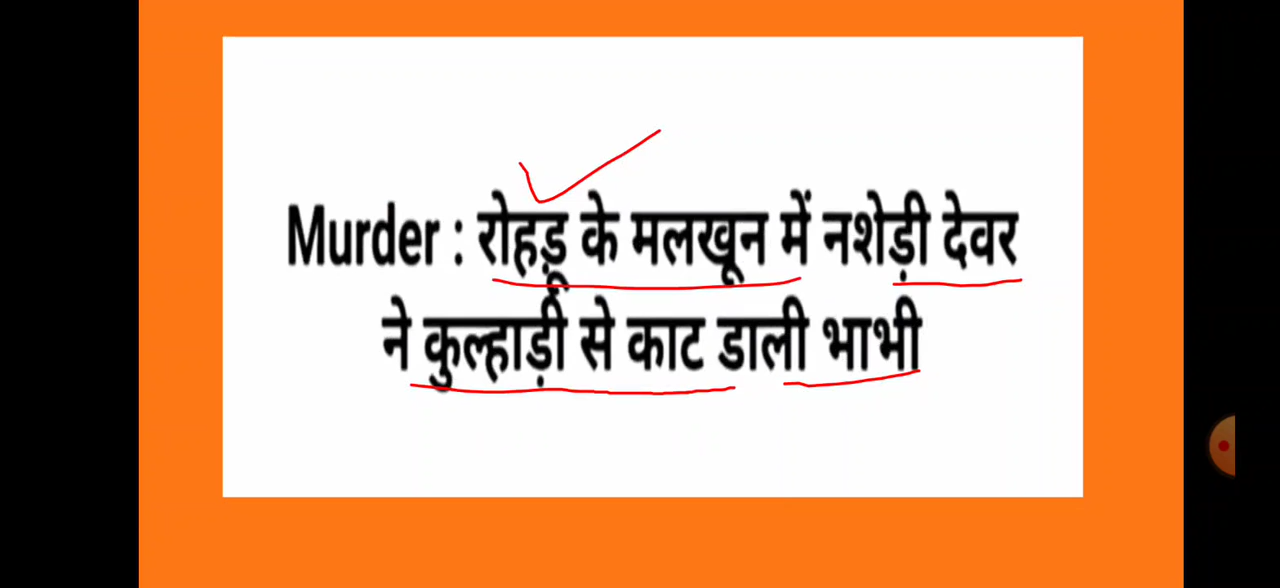 Murder : रोहड़ू के मलखून में नशेड़ी देवर
ने कुल्हाड़ी से काट डाली भाभी